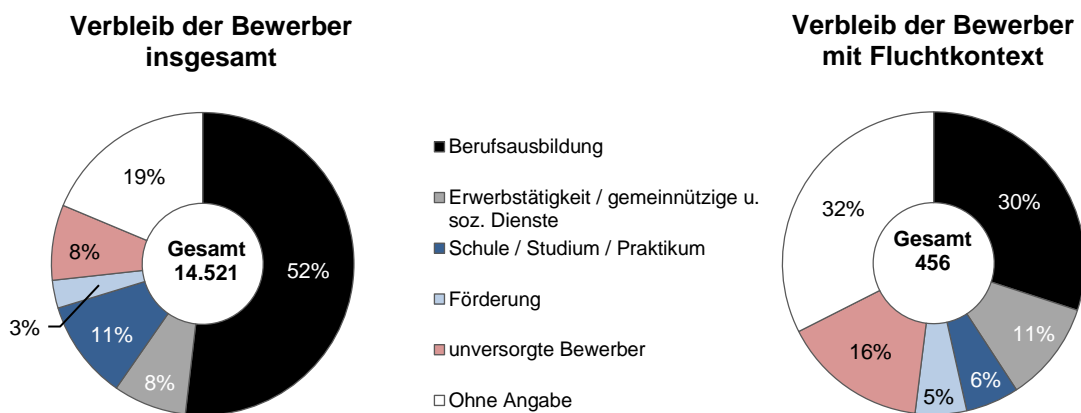 Verbleib der Bewerber
insgesamt
19%
8%
3%
11%
8%
52%
Gesamt
14.521
Berufsausbildung
Erwerbstätigkeit / gemeinnützige u.
soz. Dienste
Schule / Studium / Praktikum
Förderung
unversorgte Bewerber
Ohne Angabe
Verbleib der Bewerber
mit Fluchtkontext
32%
30%
Gesamt
456
11%
16%
6%
5%